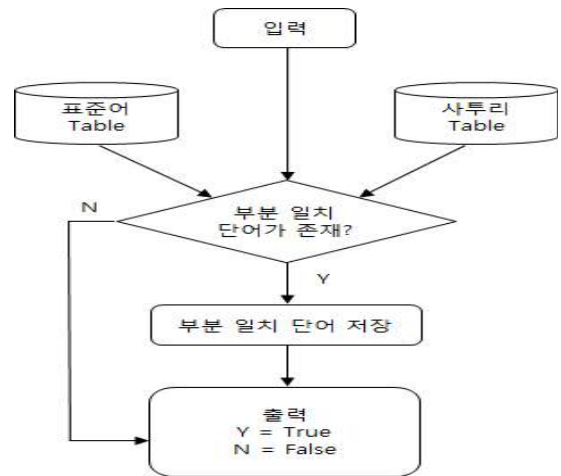 입력
표준어
Table
사투리
Table
부분 일치
단어가 존재?
N
Y
부분 일치 단어 저장
출력
Y = True
N = False